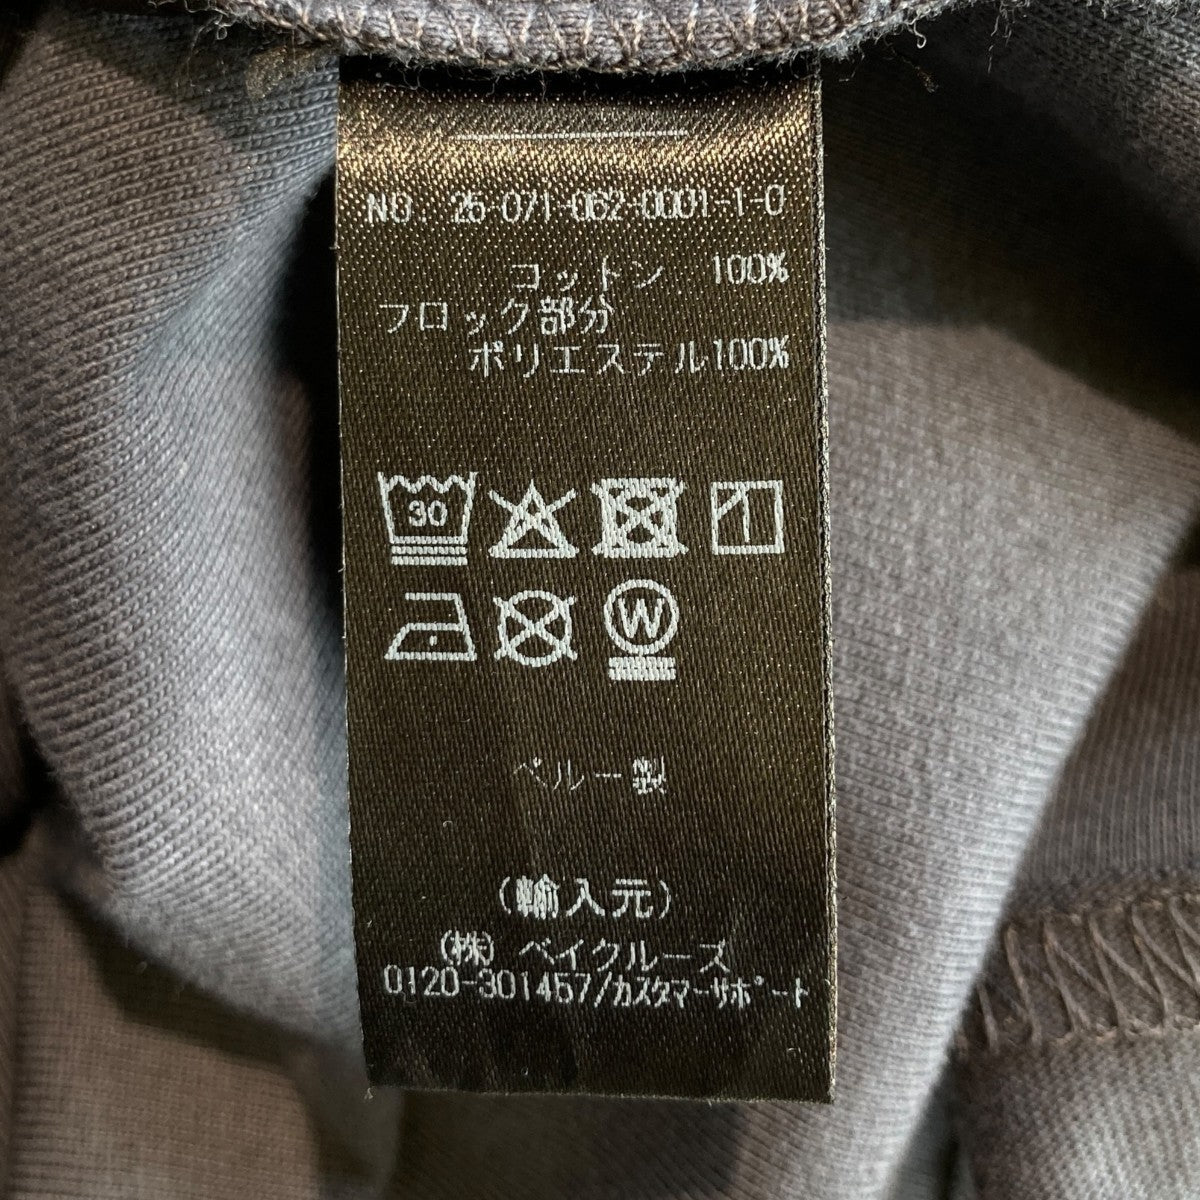 NO. 25-071-062-0001-1-0
コットン 100%
フロック部分
ポリエステル100%
30
W
ペルー製
(輸入元)
(株) ベイクルーズ
0120-301457/カスタマーサポート